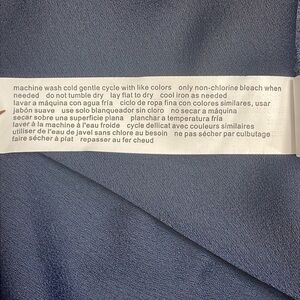 machine wash cold gentle cycle with like colors only non-chlorine bleach when
needed do not tumble dry lay flat to dry cool iron as needed
lavar a máquina con agua fría ciclo de ropa fina con colores similares, usar
jabón suave use solo blanqueador sin cloro no secar a maquina
secar sobre una superficie plana planchar a temperatura fria
laver à la machine à l'eau froide cycle dellicat avec couleurs similaires
utiliser de l'eau de javel sans chlore au besoin ne pas sécher par culbutage
faire sécher à plat repasser au fer cheud